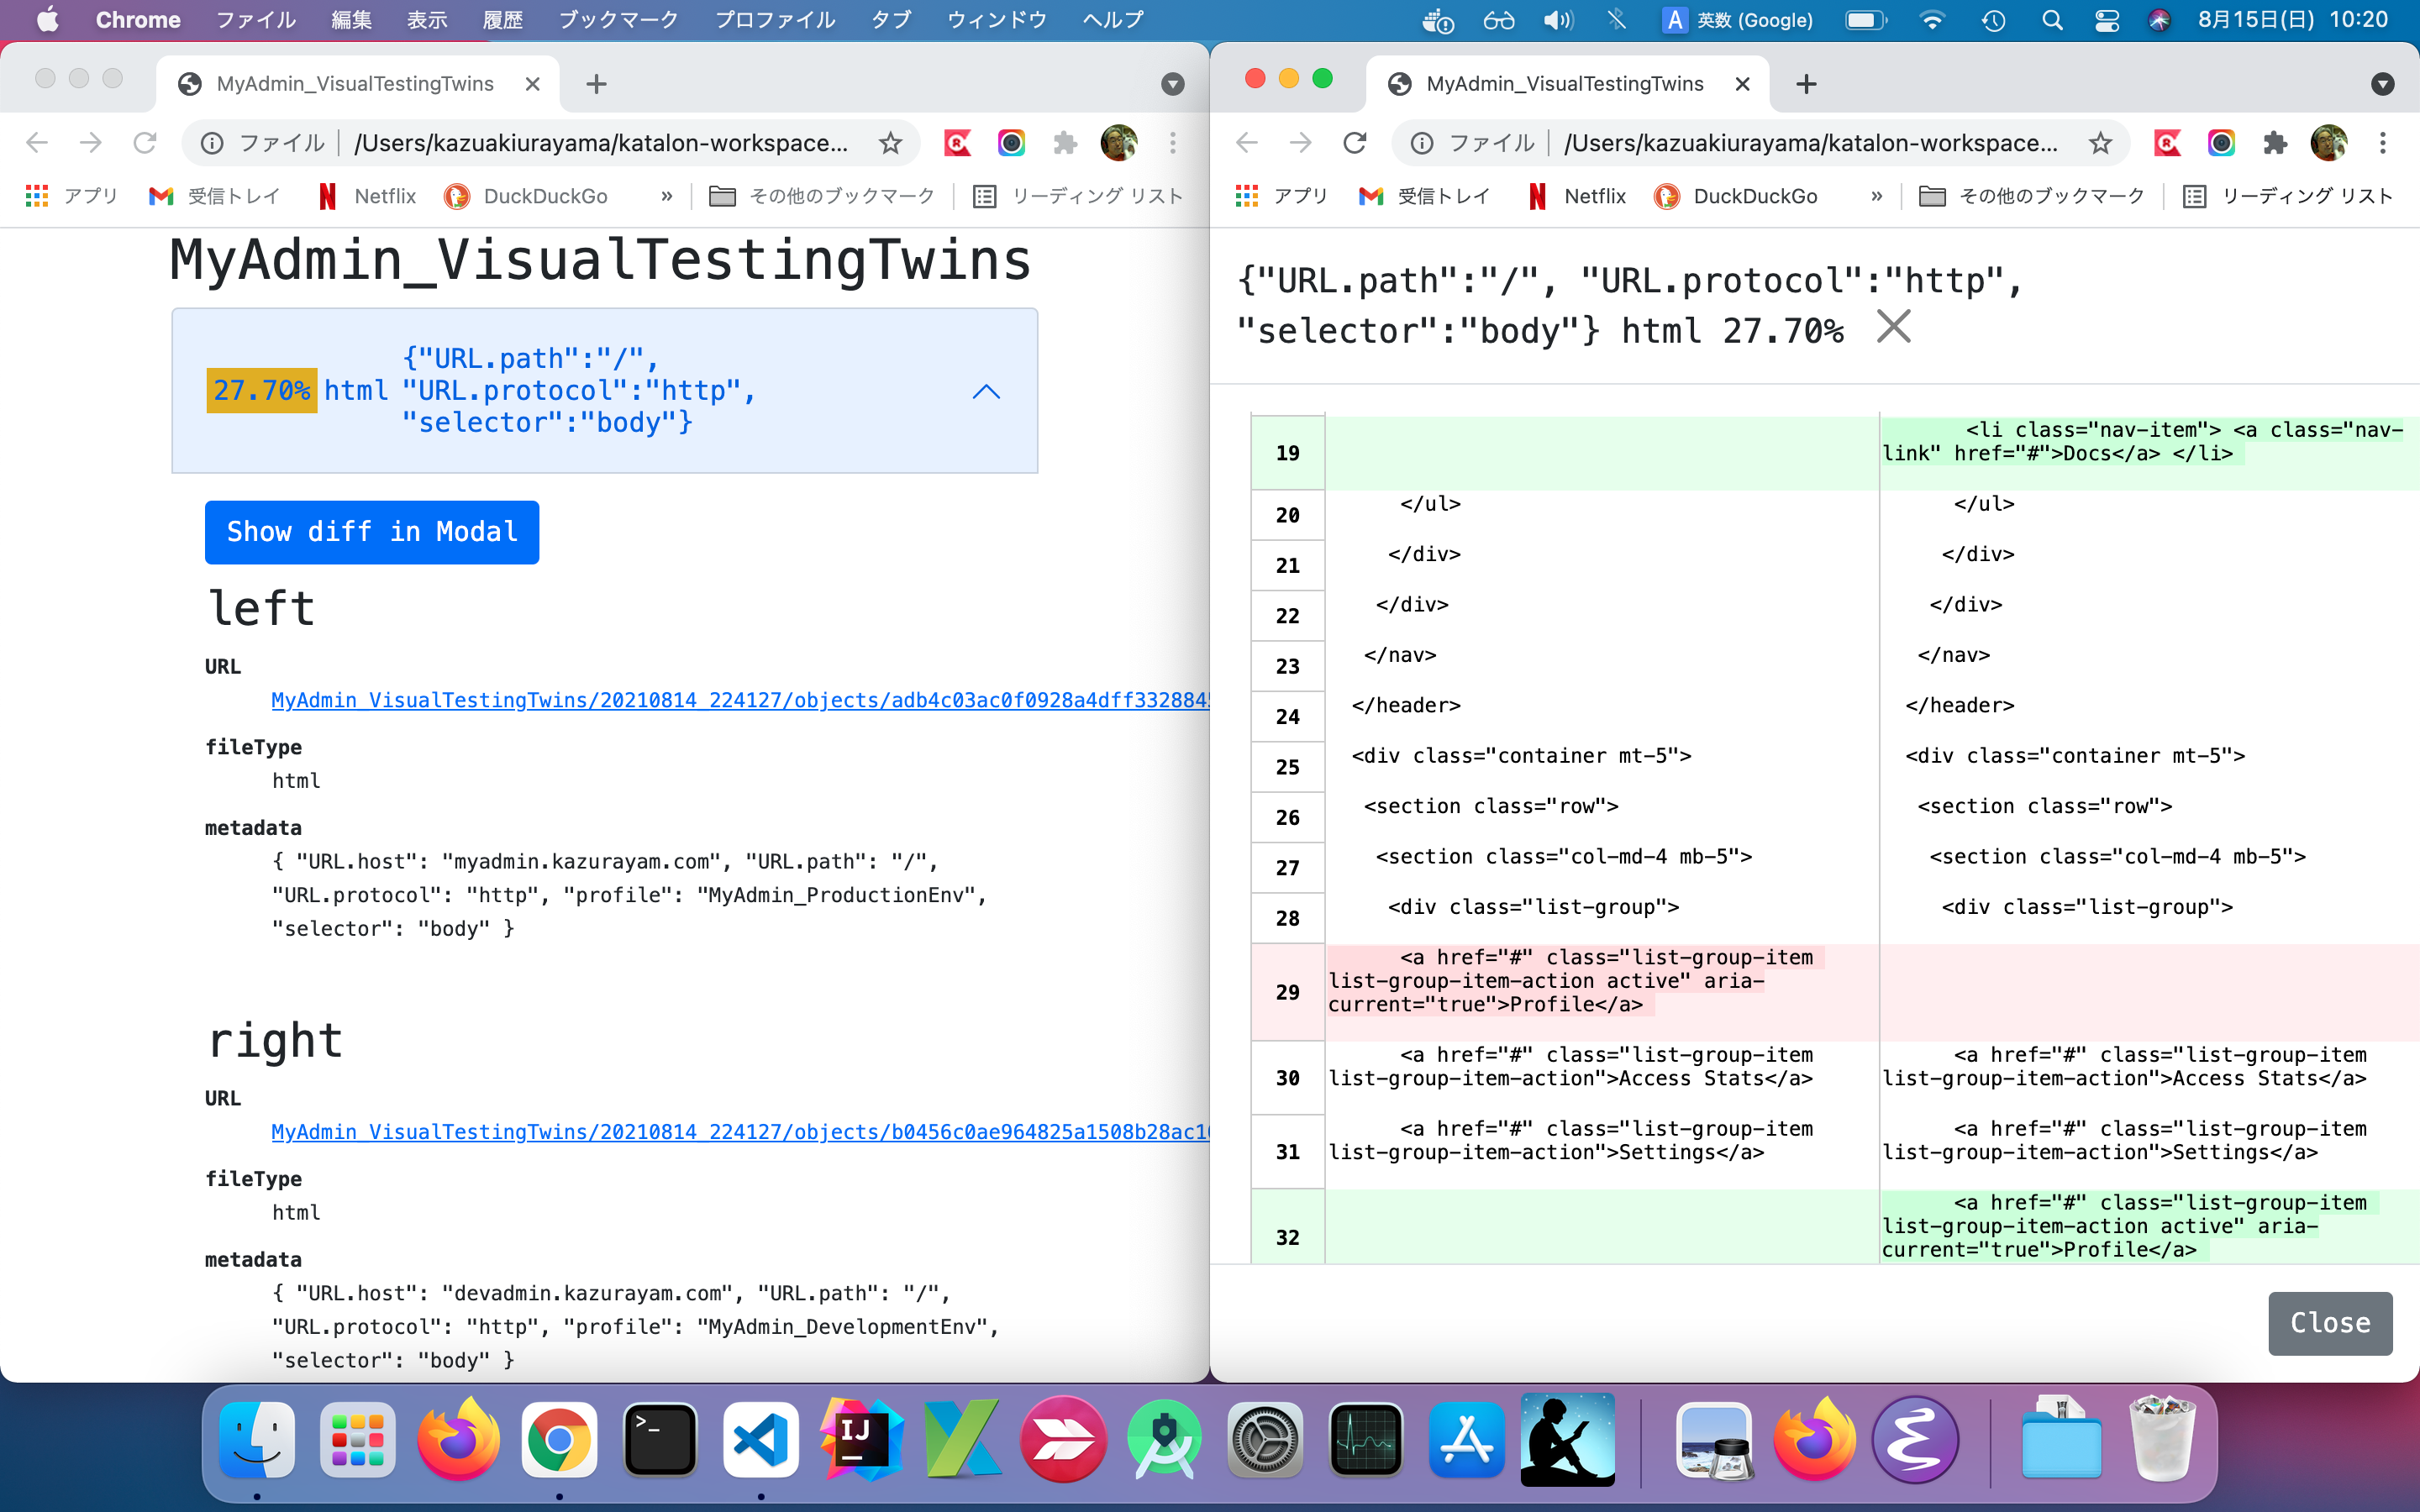 Chrome ファイル 編集 表示 履歴 ブックマーク プロファイル タブ ウィンドウ ヘルプ A 英数 (Google) 8月15日(日) 10:20
MyAdmin_VisualTestingTwins
ファイル /Users/kazuakiurayama/katalon-workspace...
アプリ 受信トレイ Netflix DuckDuckGo » その他のブックマーク リーディング リスト
MyAdmin_VisualTestingTwins
27.70% html {"URL.path":"/",
"URL.protocol":"http",
"selector":"body"}
Show diff in Modal
left
URL
MyAdmin_VisualTestingTwins/20210814_224127/objects/adb4c03ac0f0928a4dff3328845
fileType
html
metadata
{ "URL.host": "myadmin.kazurayam.com", "URL.path": "/",
"URL.protocol": "http", "profile": "MyAdmin_ProductionEnv",
"selector": "body" }
right
URL
MyAdmin_VisualTestingTwins/20210814_224127/objects/b0456c0ae964825a1508b28ac1
fileType
html
metadata
{ "URL.host": "devadmin.kazurayam.com", "URL.path": "/",
"URL.protocol": "http", "profile": "MyAdmin_DevelopmentEnv",
"selector": "body" }
MyAdmin_VisualTestingTwins
ファイル /Users/kazuakiurayama/katalon-workspace...
アプリ 受信トレイ Netflix DuckDuckGo » その他のブックマーク リーディング リスト
{"URL.path":"/", "URL.protocol":"http",
"selector":"body"} html 27.70%
19 <li class="nav-item"> <a class="nav-
link" href="#">Docs</a> </li>
20 </ul> </ul>
21 </div> </div>
22 </div> </div>
23 </nav> </nav>
24 </header> </header>
25 <div class="container mt-5"> <div class="container mt-5">
26 <section class="row"> <section class="row">
27 <section class="col-md-4 mb-5"> <section class="col-md-4 mb-5">
28 <div class="list-group"> <div class="list-group">
29 <a href="#" class="list-group-item
list-group-item-action active" aria-
current="true">Profile</a>
30 <a href="#" class="list-group-item <a href="#" class="list-group-item
list-group-item-action">Access Stats</a> list-group-item-action">Access Stats</a>
31 <a href="#" class="list-group-item <a href="#" class="list-group-item
list-group-item-action">Settings</a> list-group-item-action">Settings</a>
32 <a href="#" class="list-group-item
list-group-item-action active" aria-
current="true">Profile</a>
Close
>_
IJ